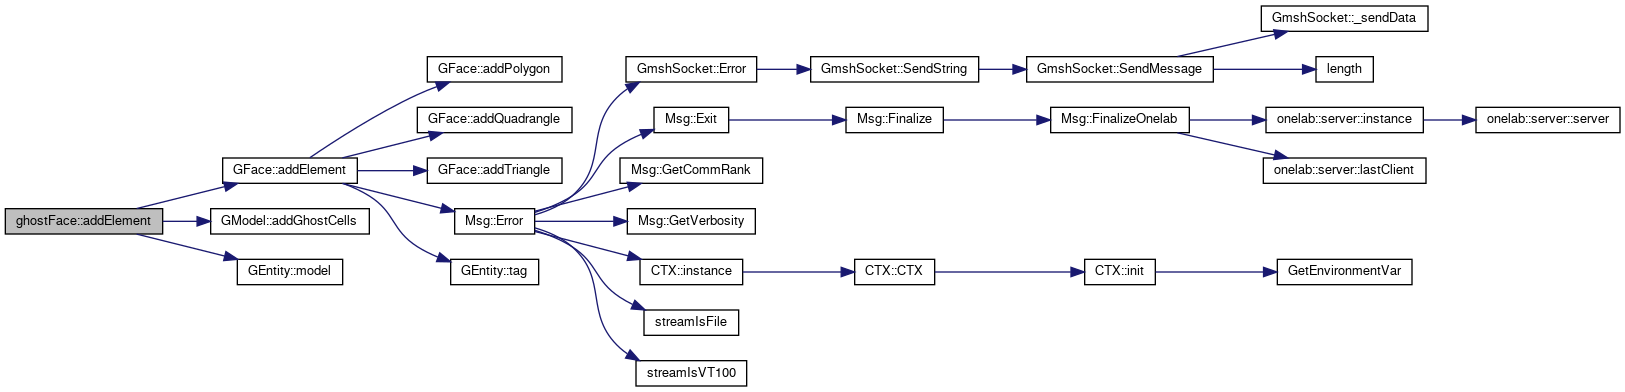 ghostFace::addElement
GFace::addElement
GModel::addGhostCells
GEntity::model
GFace::addPolygon
GFace::addQuadrangle
GFace::addTriangle
Msg::Error
GEntity::tag
GmshSocket::Error
Msg::Exit
Msg::GetCommRank
Msg::GetVerbosity
CTX::instance
streamIsFile
streamIsVT100
GmshSocket::SendString
GmshSocket::SendMessage
GmshSocket::_sendData
length
Msg::Finalize
Msg::FinalizeOnelab
onelab::server::instance
onelab::server::server
onelab::server::lastClient
CTX::CTX
CTX::init
GetEnvironmentVar